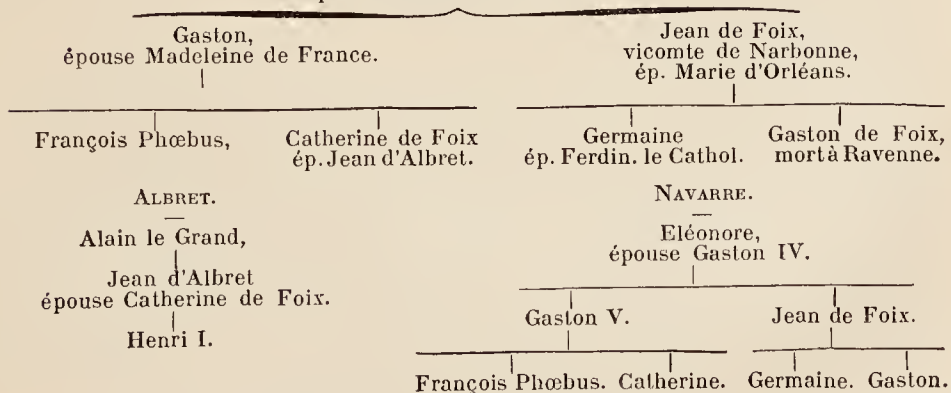 Gaston,
épouse Madeleine de France.
Jean de Foix,
vicomte de Narbonne,
ép. Marie d'Orléans.
François Phœbus,
Catherine de Foix
ép. Jean d'Albret.
Germaine
ép. Ferdin. le Cathol.
Gaston de Foix,
mort à Ravenne.
ALBRET.
Alain le Grand,
Jean d'Albret
épouse Catherine de Foix.
Henri I.
NAVARRE.
Eléonore,
épouse Gaston IV.
Gaston V.
Jean de Foix.
François Phœbus. Catherine. Germaine. Gaston.